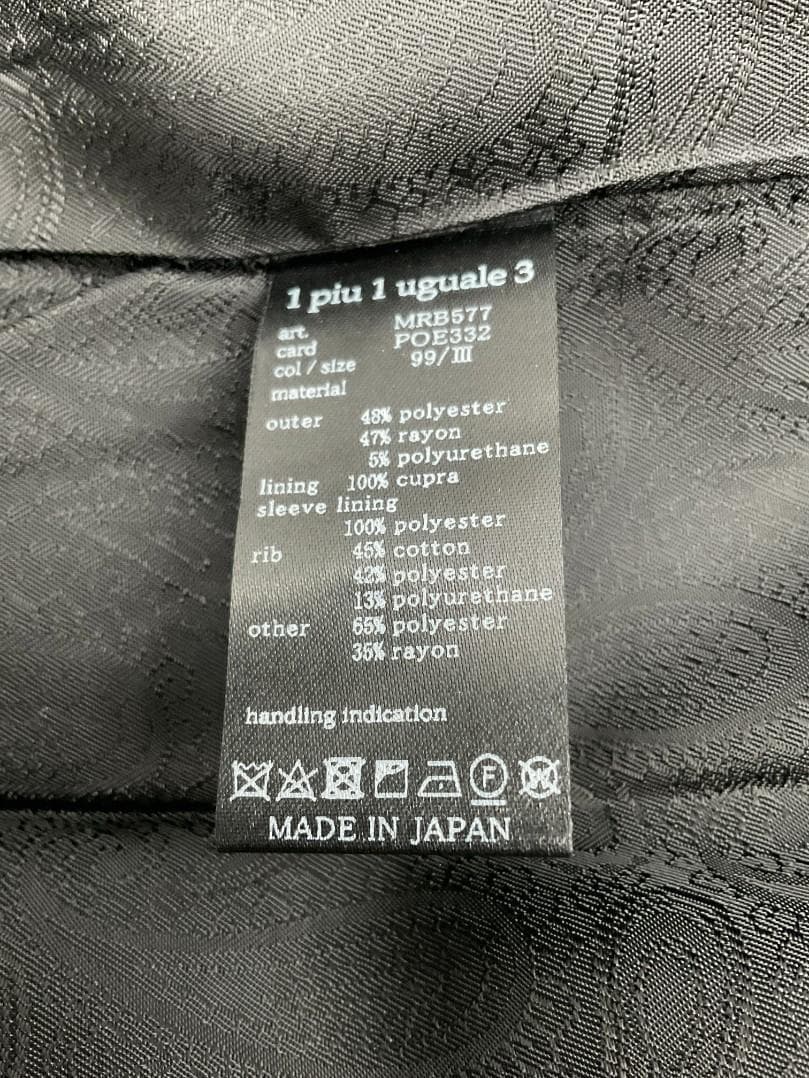 1 piu 1 uguale 3
art. MRB577
card POE332
col / size 99/III
material
outer 48% polyester
47% rayon
5% polyurethane
lining 100% cupra
sleeve lining
100% polyester
rib 45% cotton
42% polyester
13% polyurethane
other 65% polyester
35% rayon
handling indication
F W
MADE IN JAPAN